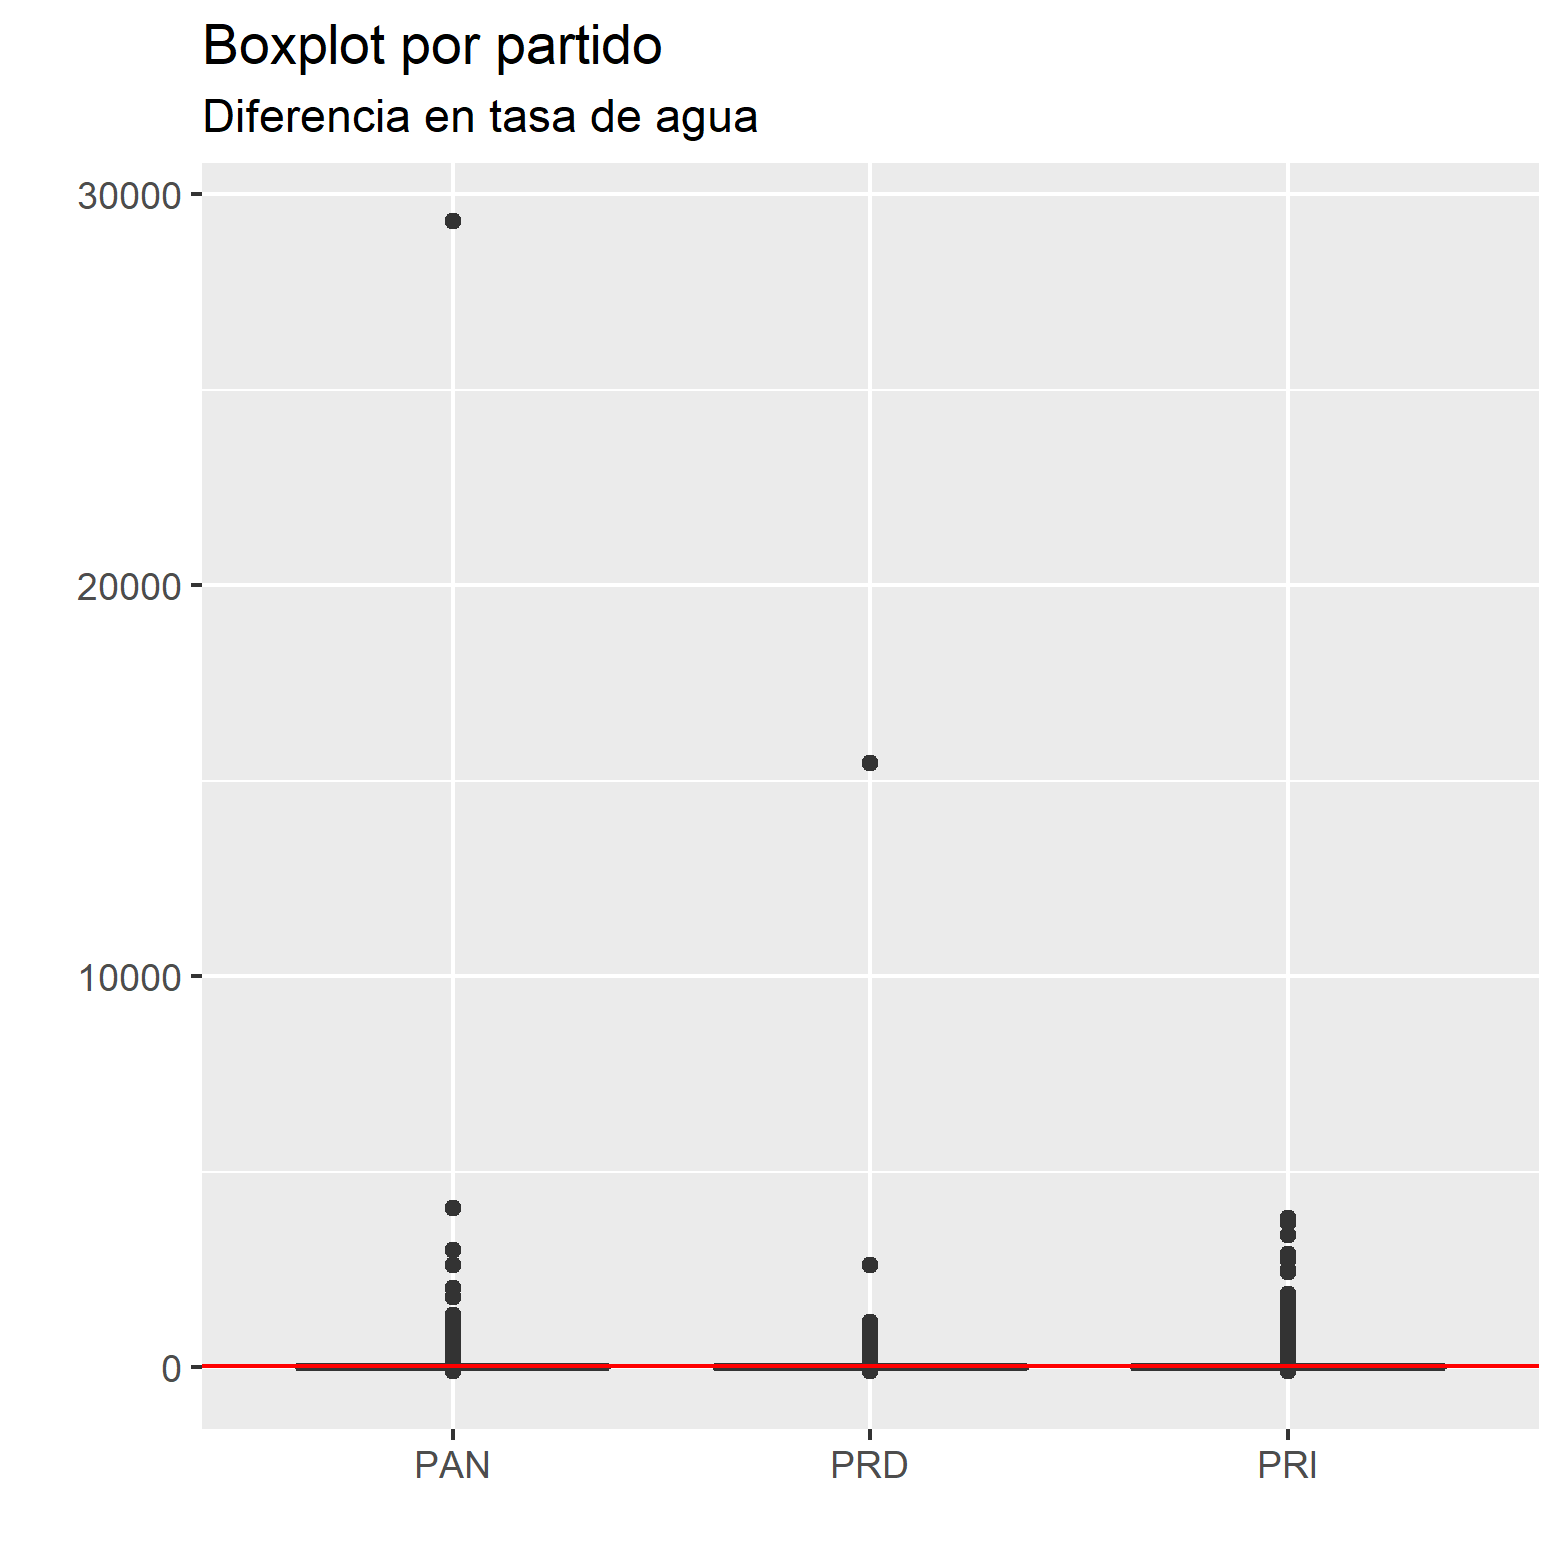 Boxplot por partido
Diferencia en tasa de agua
30000
20000
10000
0
PAN PRD PRI